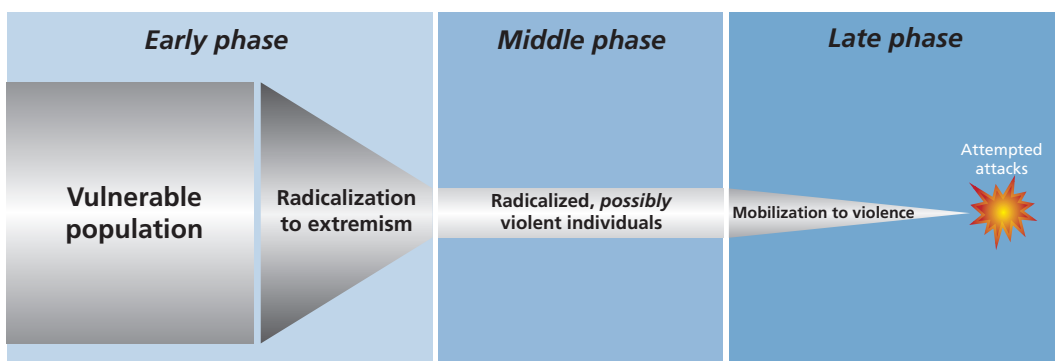 Early phase
Middle phase
Late phase
Vulnerable
population
Radicalization
to extremism
Radicalized, possibly
violent individuals
Mobilization to violence
Attempted
attacks